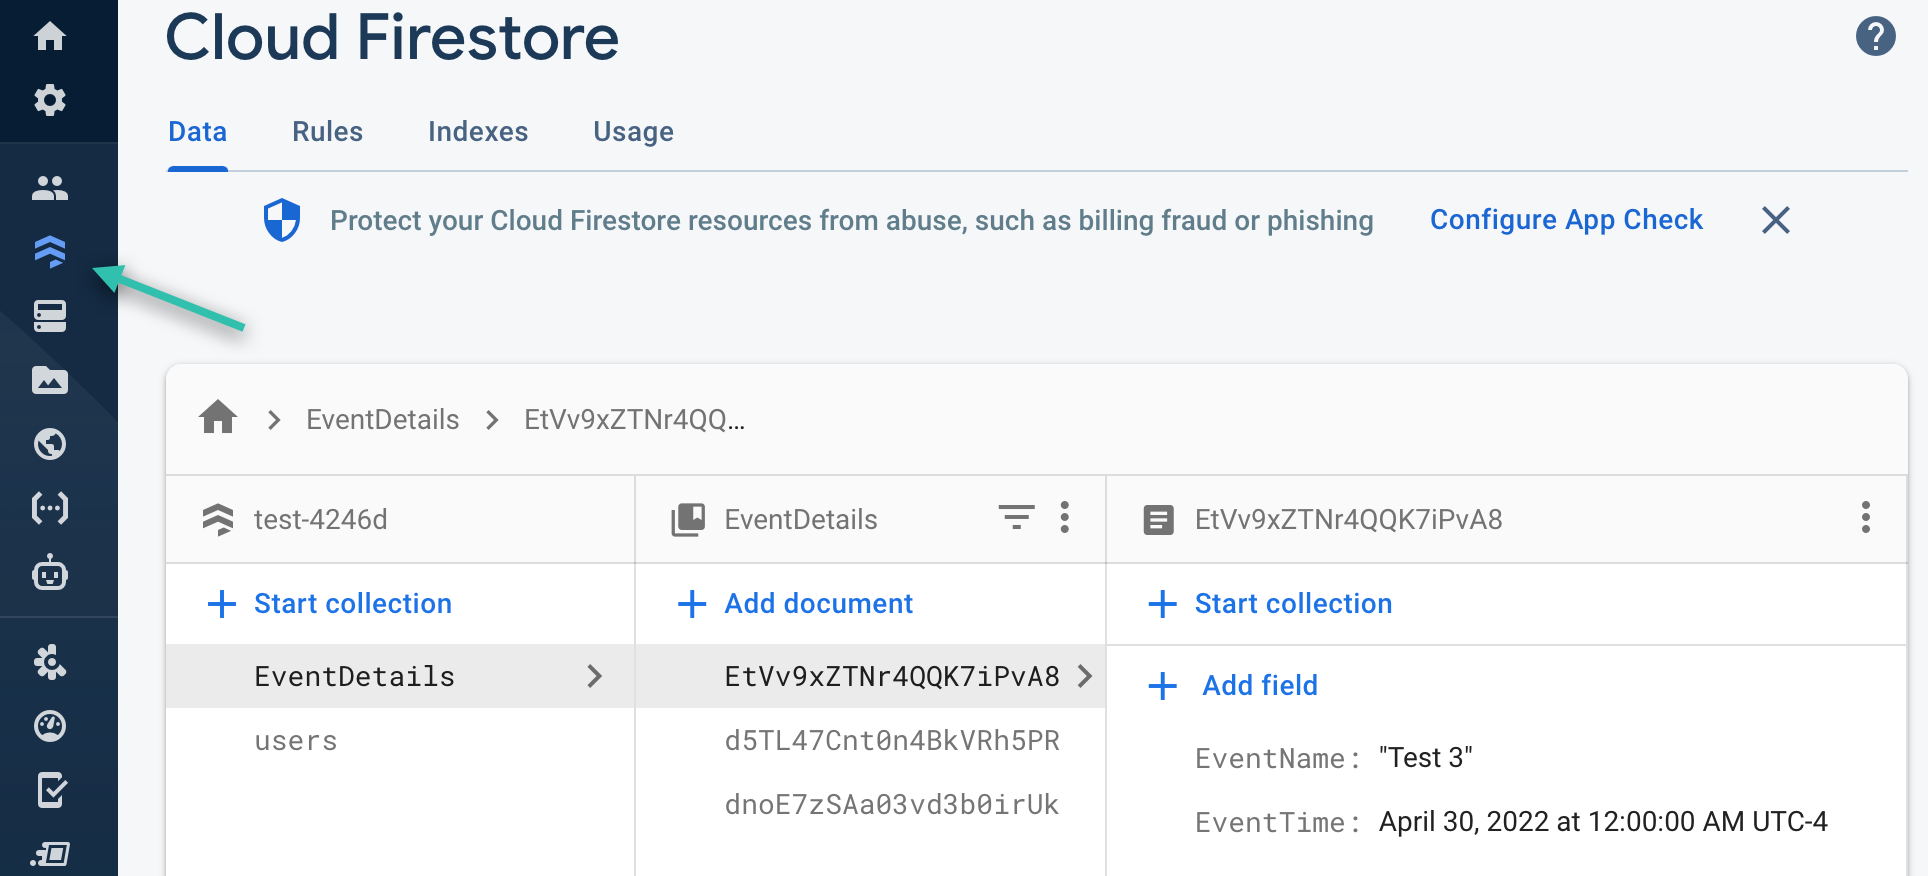 Cloud Firestore
?
Data Rules Indexes Usage
Protect your Cloud Firestore resources from abuse, such as billing fraud or phishing Configure App Check
EventDetails EtVv9xZTNr4QQ...
test-4246d EventDetails EtVv9xZTNr4QQK7iPvA8
Start collection Add document Start collection
EventDetails EtVv9xZTNr4QQK7iPvA8 Add field
users d5TL47Cnt0n4BkVRh5PR EventName: "Test 3"
dnoE7zSAa03vd3b0irUk EventTime: April 30, 2022 at 12:00:00 AM UTC-4